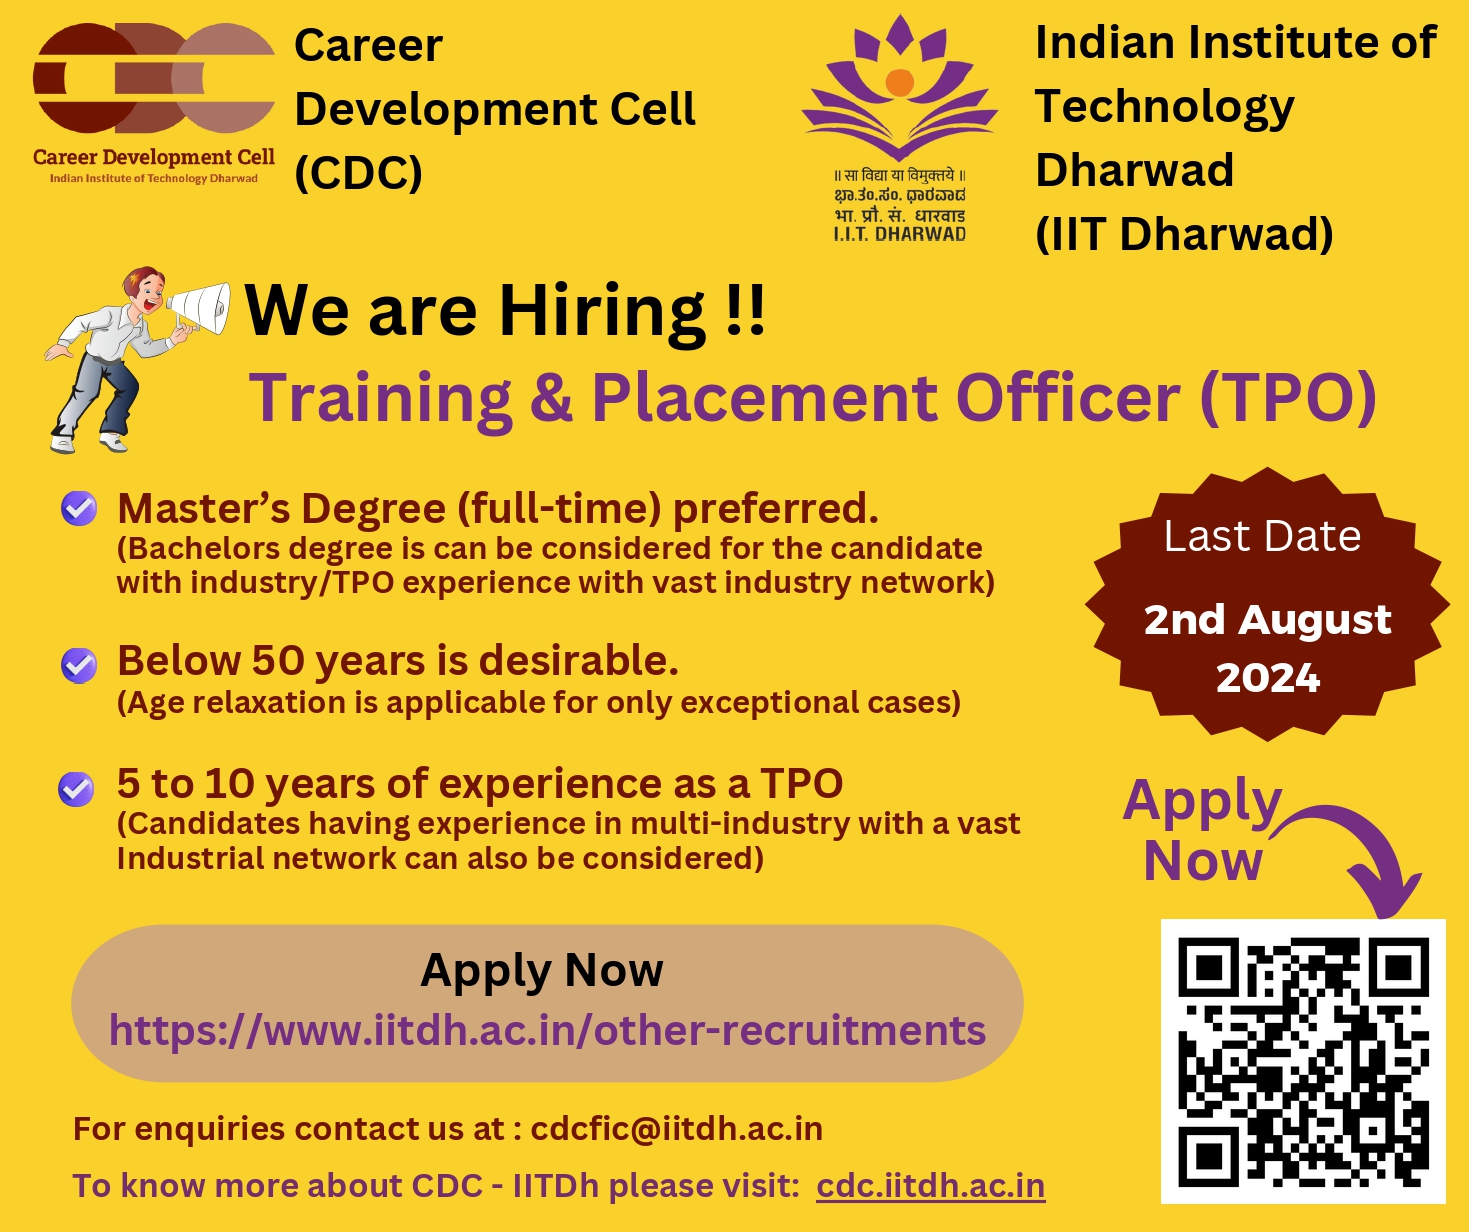 Career
Development Cell
(CDC)
Career Development Cell
Indian Institute of Technology Dharwad
Indian Institute of
Technology
Dharwad
(IIT Dharwad)
॥ सा विद्या या विमुक्तये ॥
ಭಾ.ತಂ.ಸಂ. ಧಾರವಾಡ
भा. प्रौ. सं. धारवाड
I.I.T. DHARWAD
We are Hiring !!
Training & Placement Officer (TPO)
Master’s Degree (full-time) preferred.
(Bachelors degree is can be considered for the candidate
with industry/TPO experience with vast industry network)
Below 50 years is desirable.
(Age relaxation is applicable for only exceptional cases)
5 to 10 years of experience as a TPO
(Candidates having experience in multi-industry with a vast
Industrial network can also be considered)
Last Date
2nd August
2024
Apply
Now
Apply Now
https://www.iitdh.ac.in/other-recruitments
For enquiries contact us at : cdcfic@iitdh.ac.in
To know more about CDC - IITDh please visit: cdc.iitdh.ac.in